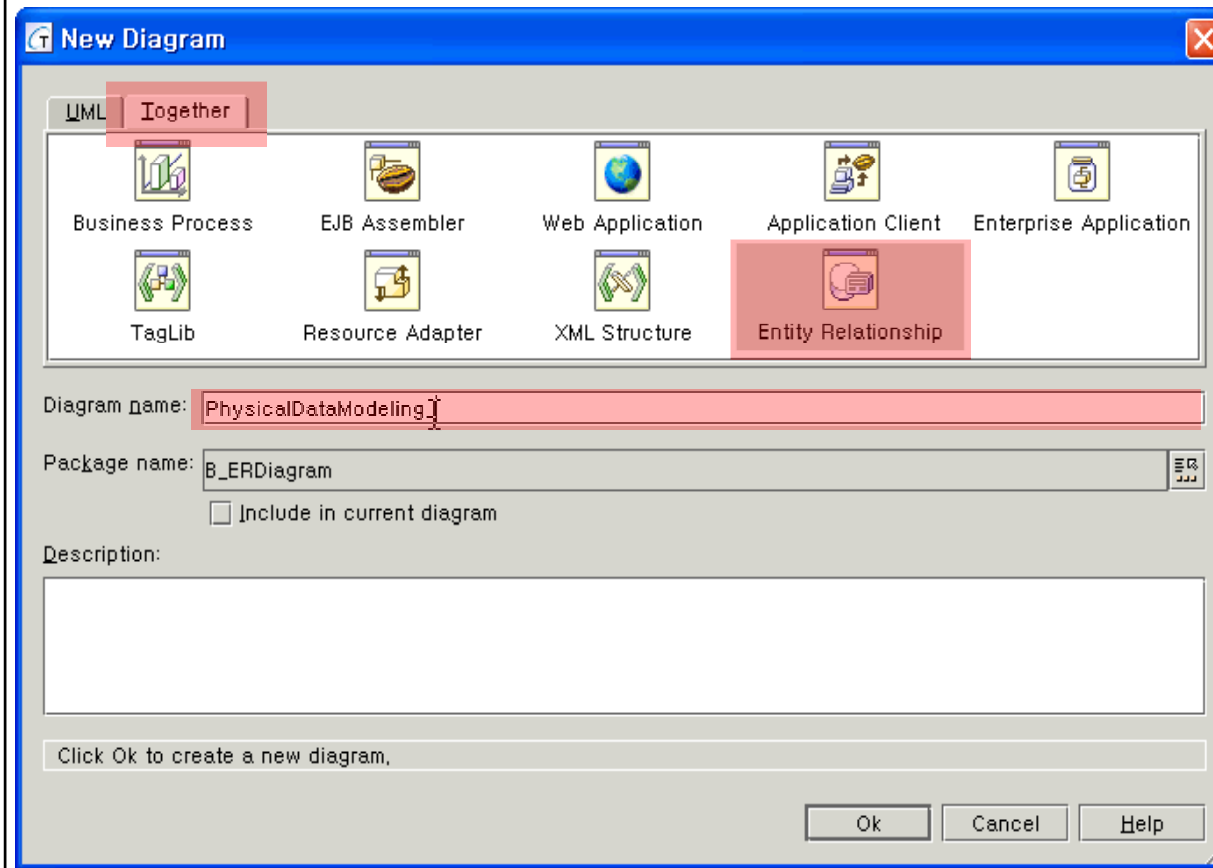 New Diagram
UML Together
Business Process EJB Assembler Web Application Application Client Enterprise Application
TagLib Resource Adapter XML Structure Entity Relationship
Diagram name: PhysicalDataModeling
Package name: B_ERDiagram
Include in current diagram
Description:
Click Ok to create a new diagram,
Ok Cancel Help